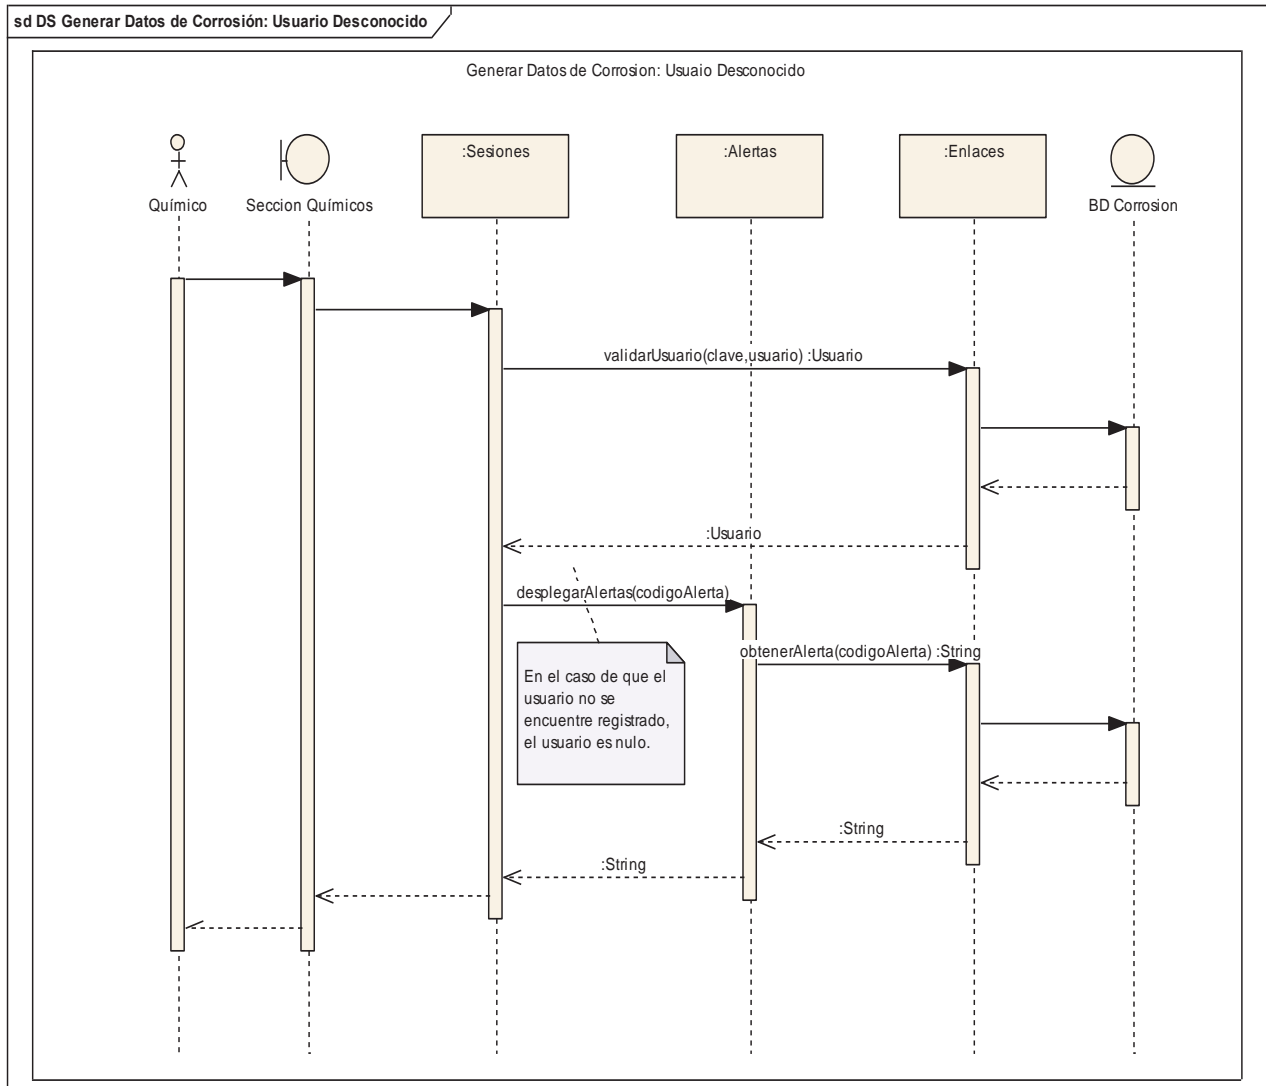 sd DS Generar Datos de Corrosión: Usuario Desconocido
Generar Datos de Corrosion: Usuaio Desconocido
:Sesiones
:Alertas
:Enlaces
Químico
Seccion Químicos
BD Corrosion
validarUsuario(clave,usuario) :Usuario
:Usuario
desplegarAlertas(codigoAlerta)
obtenerAlerta(codigoAlerta) :String
En el caso de que el
usuario no se
encuentre registrado,
el usuario es nulo.
:String
:String